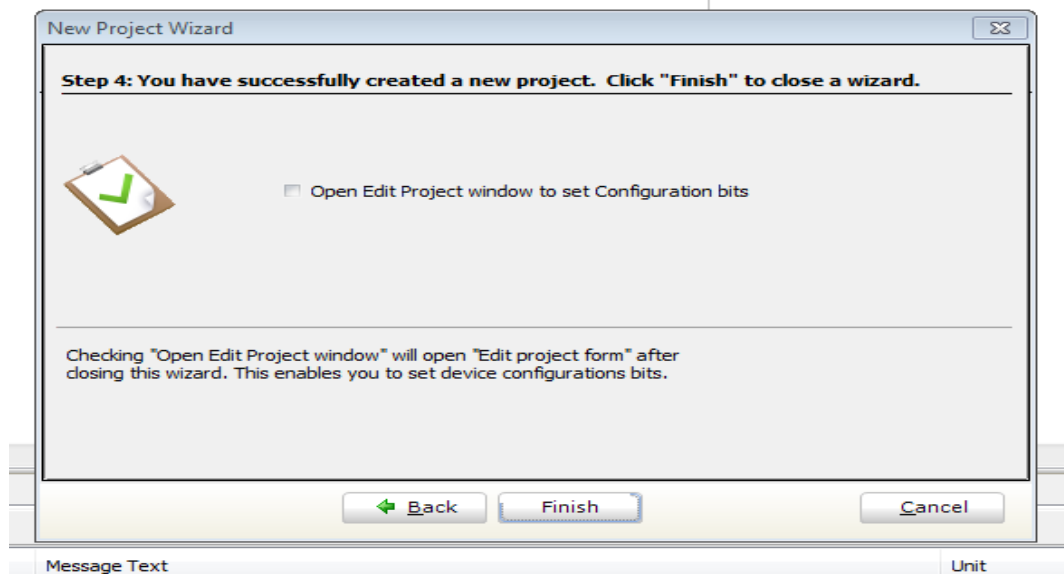 New Project Wizard
Step 4: You have successfully created a new project. Click "Finish" to close a wizard.
Open Edit Project window to set Configuration bits
Checking "Open Edit Project window" will open "Edit project form" after
closing this wizard. This enables you to set device configurations bits.
Back Finish Cancel
Message Text Unit